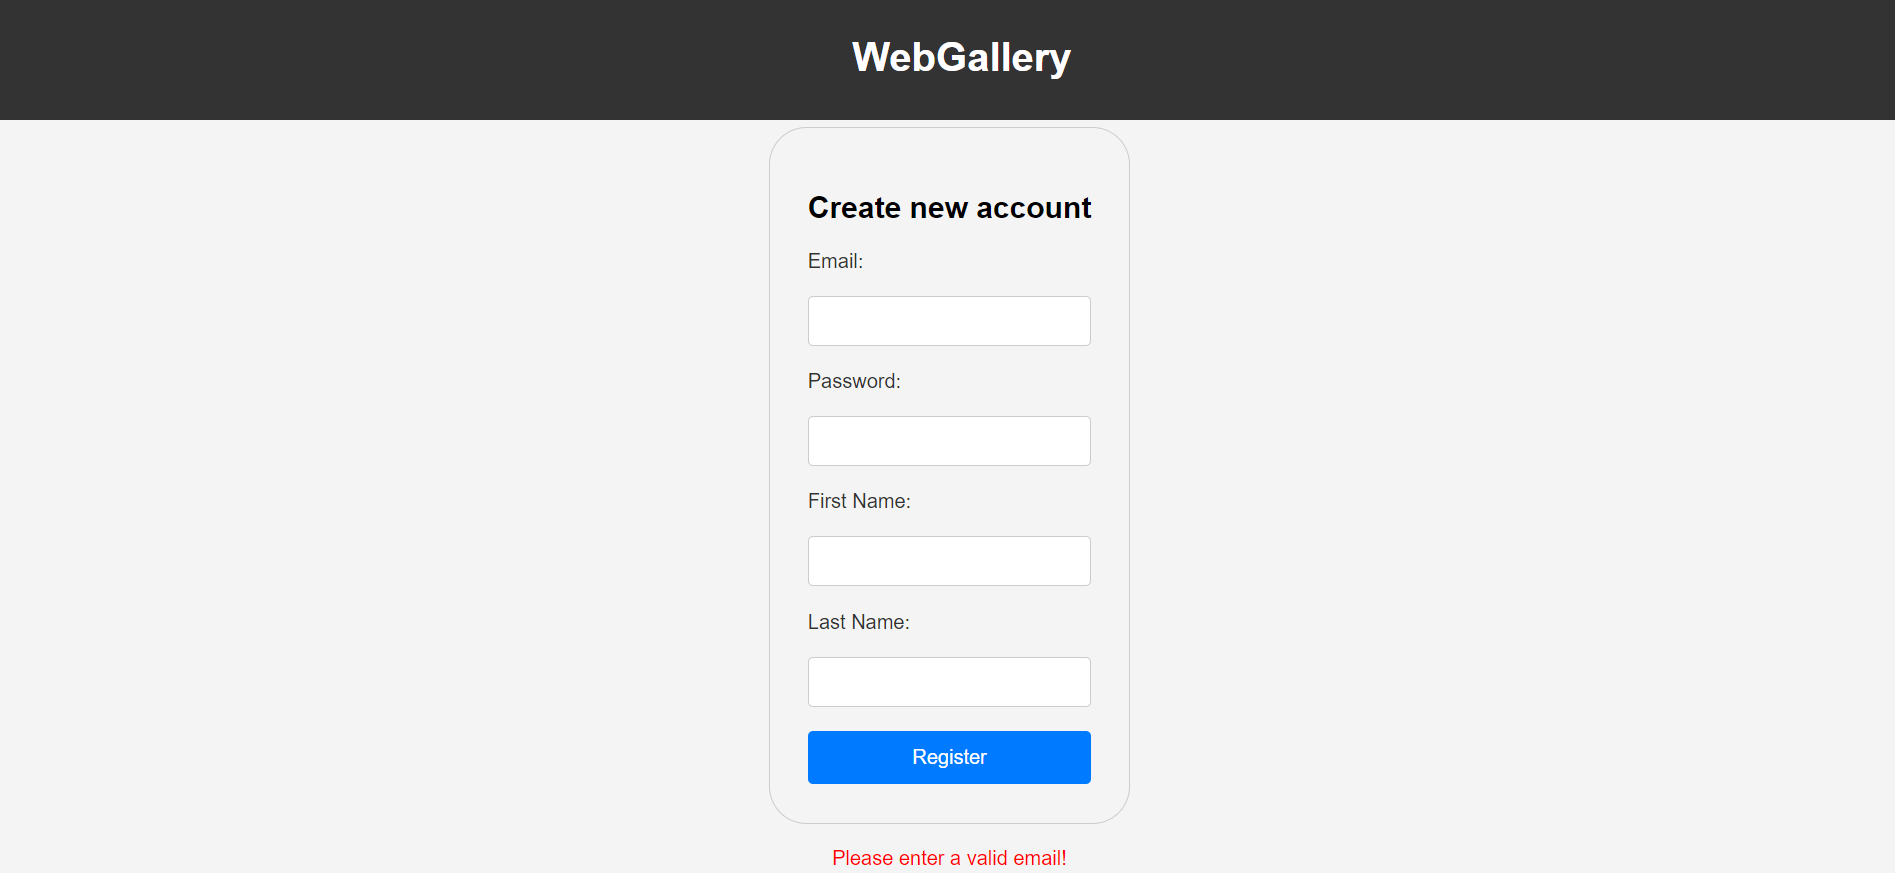 WebGallery
Create new account
Email:
Password:
First Name:
Last Name:
Register
Please enter a valid email!